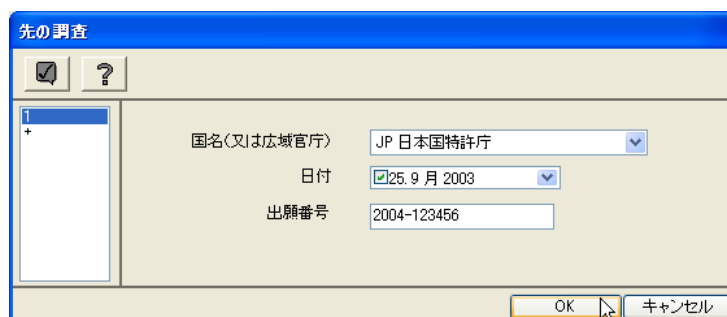 先の調査
?
1
+
国名(又は広域官庁)
JP 日本国特許庁
日付
25. 9 月 2003
出願番号
2004-123456
OK
キャンセル